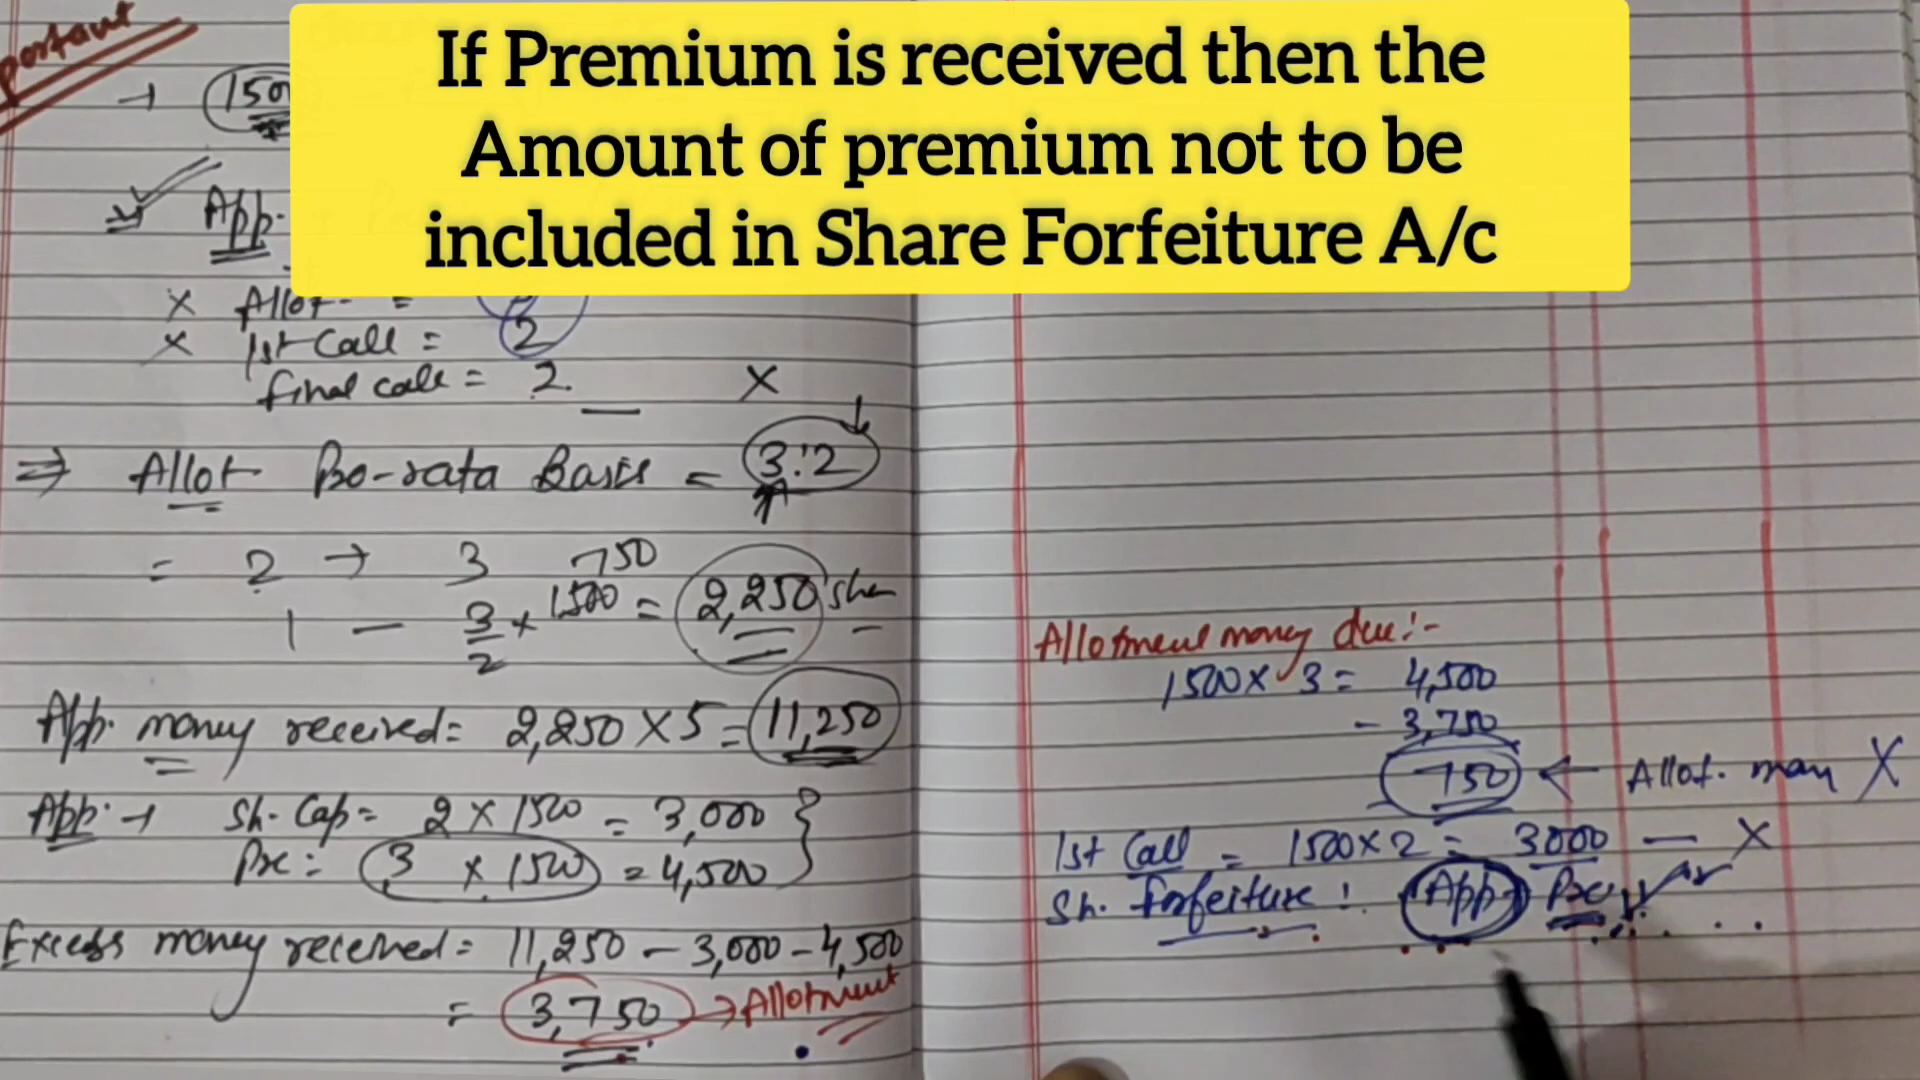 If Premium is received then the
Amount of premium not to be
included in Share Forfeiture A/c
portant
→ 150
App.
x Allot =
x 1st Call = 2
final call = 2 x
⇒ Allot Pro-rata Basis = 3:2
= 2 → 3 750
1 — 3/2 x 1500 = 2,250 Shar
App. money received = 2,250 X 5 = 11,250
App. → Sh. Cap = 2 x 1500 = 3,000
Pre = 3 x 1500 = 4,500
Excess money received = 11,250 — 3,000 — 4,500
= 3,750 → Allotment
Allotment money due :-
1500 x 3 = 4,500
- 3,750
750 ← Allot. mon X
1st Call = 1500 x 2 = 3000 — X
Sh. Forfeiture : App Pre